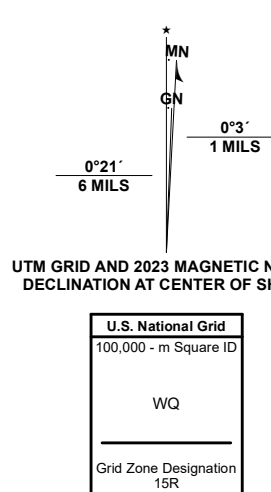 ★
MN
GN
0°3´
1 MILS
0°21´
6 MILS
UTM GRID AND 2023 MAGNETIC N
DECLINATION AT CENTER OF SH
U.S. National Grid
100,000 - m Square ID
WQ
Grid Zone Designation
15R